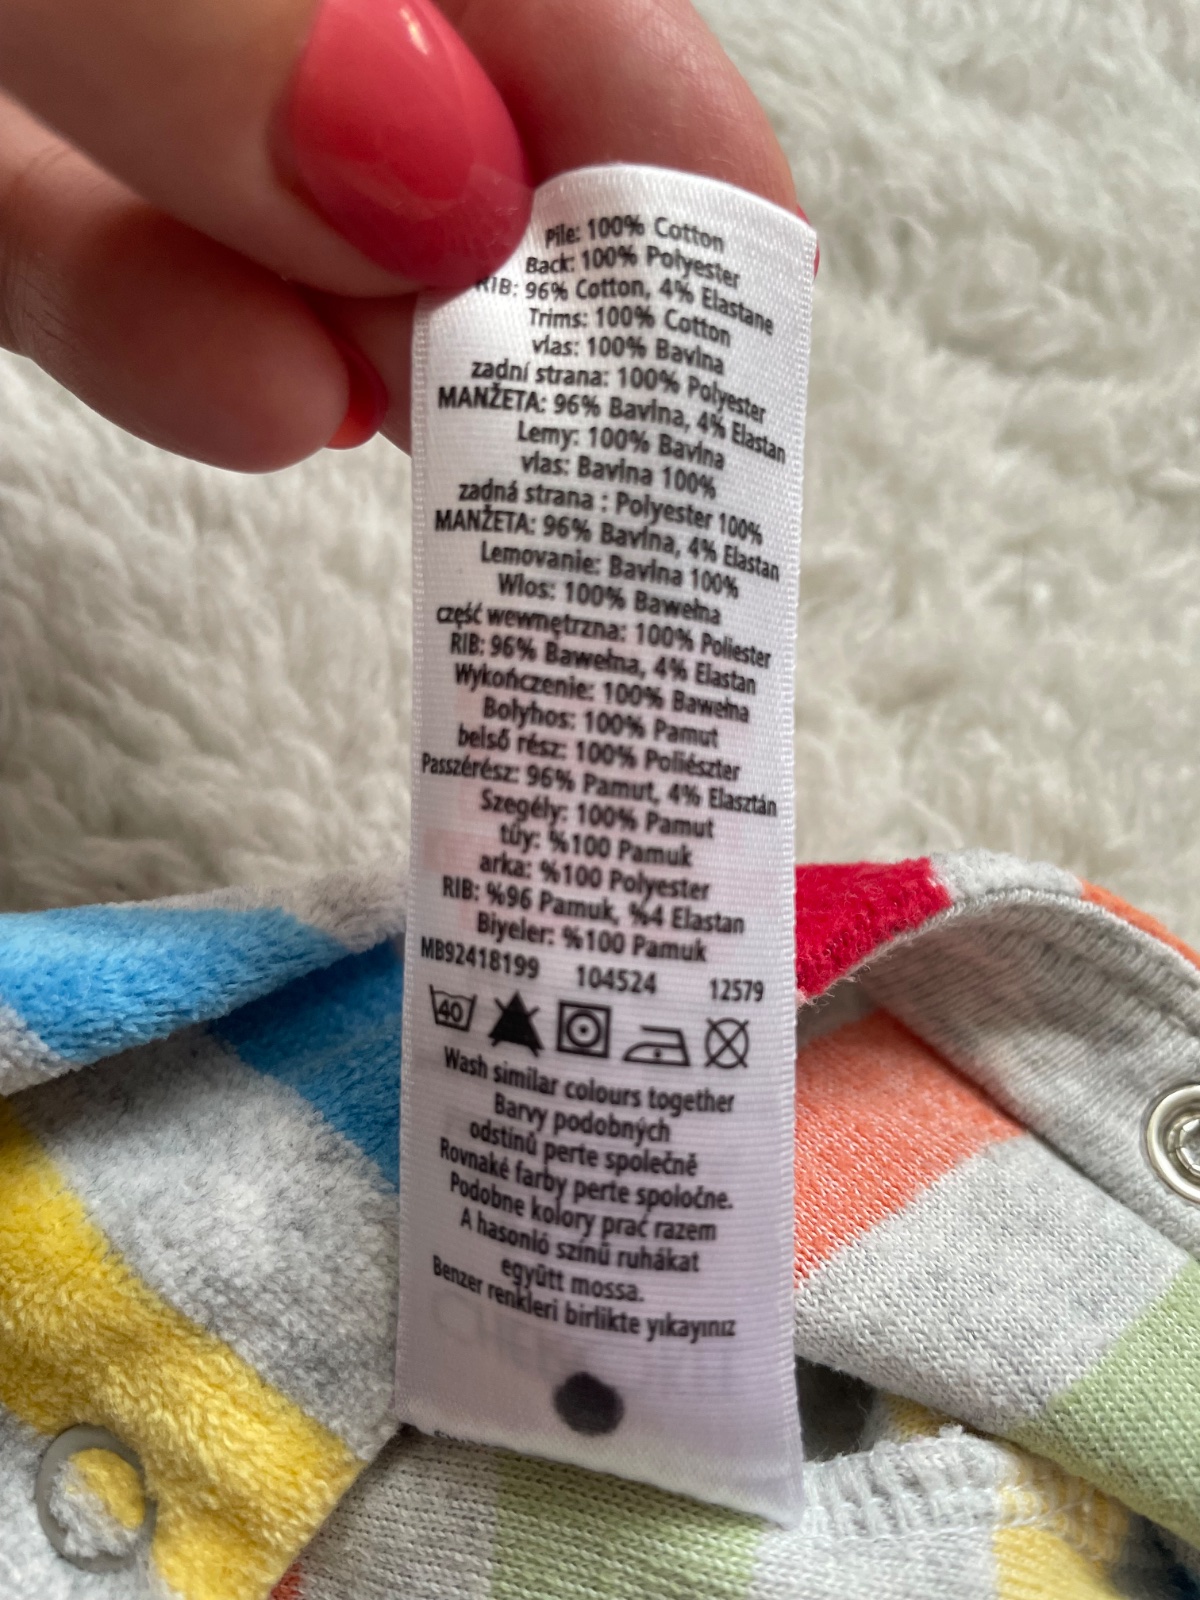 Pile: 100% Cotton
Back: 100% Polyester
RIB: 96% Cotton, 4% Elastane
Trims: 100% Cotton
vlas: 100% Bavlna
zadní strana: 100% Polyester
MANŽETA: 96% Bavlna, 4% Elastan
Lemy: 100% Bavlna
vlas: Bavlna 100%
zadná strana : Polyester 100%
MANŽETA: 96% Bavlna, 4% Elastan
Lemovanie: Bavlna 100%
Wlos: 100% Bawełna
część wewnętrzna: 100% Poliester
RIB: 96% Bawełna, 4% Elastan
Wykończenie: 100% Bawełna
Bolyhos: 100% Pamut
belső rész: 100% Poliészter
Passzérész: 96% Pamut, 4% Elasztán
Szegély: 100% Pamut
tüy: %100 Pamuk
arka: %100 Polyester
RIB: %96 Pamuk, %4 Elastan
Biyeler: %100 Pamuk
MB92418199 104524 12579
40
Wash similar colours together
Barvy podobných
odstínů perte společně
Rovnaké farby perte spoločne.
Podobne kolory prać razem
A hasonló színű ruhákat
együtt mossa.
Benzer renkleri birlikte yıkayınız